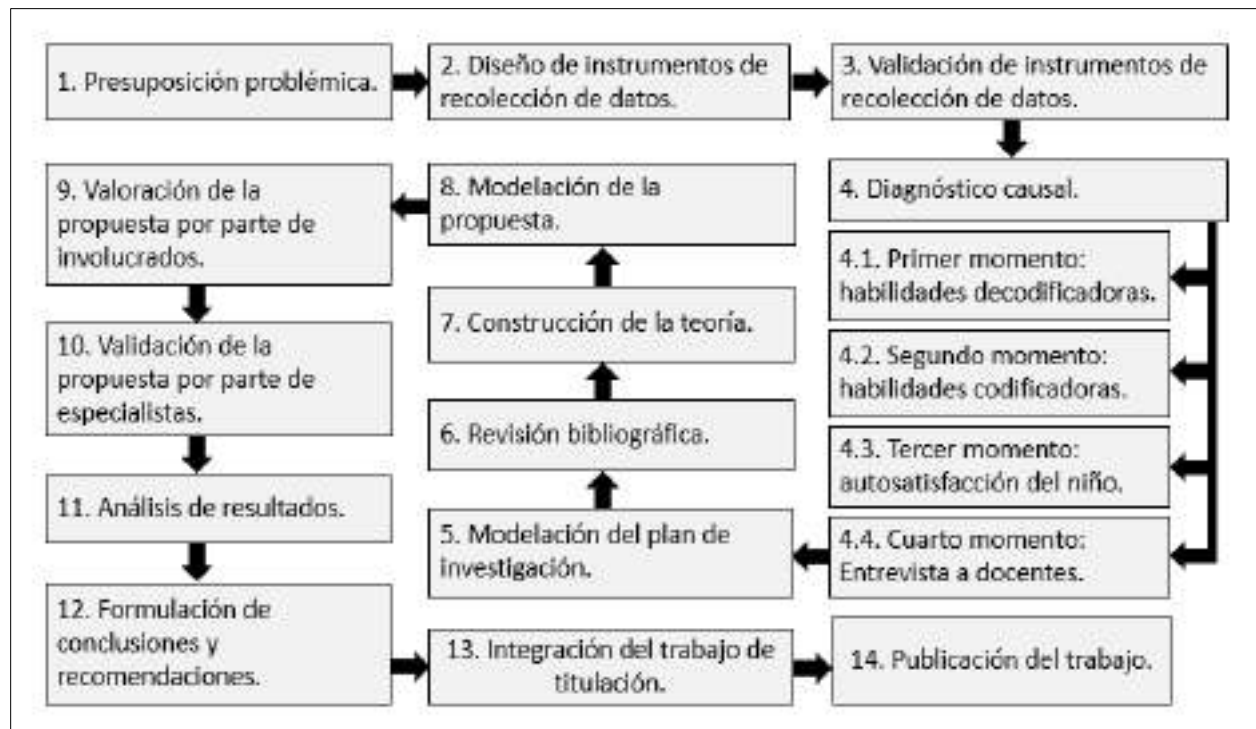 1. Presuposición problémica.
2. Diseño de instrumentos de
recolección de datos.
3. Validación de instrumentos de
recolección de datos.
4. Diagnóstico causal.
4.1. Primer momento:
habilidades decodificadoras.
4.2. Segundo momento:
habilidades codificadoras.
4.3. Tercer momento:
autosatisfacción del niño.
4.4. Cuarto momento:
Entrevista a docentes.
5. Modelación del plan de
investigación.
6. Revisión bibliográfica.
7. Construcción de la teoría.
8. Modelación de la
propuesta.
9. Valoración de la
propuesta por parte de
involucrados.
10. Validación de la
propuesta por parte de
especialistas.
11. Análisis de resultados.
12. Formulación de
conclusiones y
recomendaciones.
13. Integración del trabajo de
titulación.
14. Publicación del trabajo.